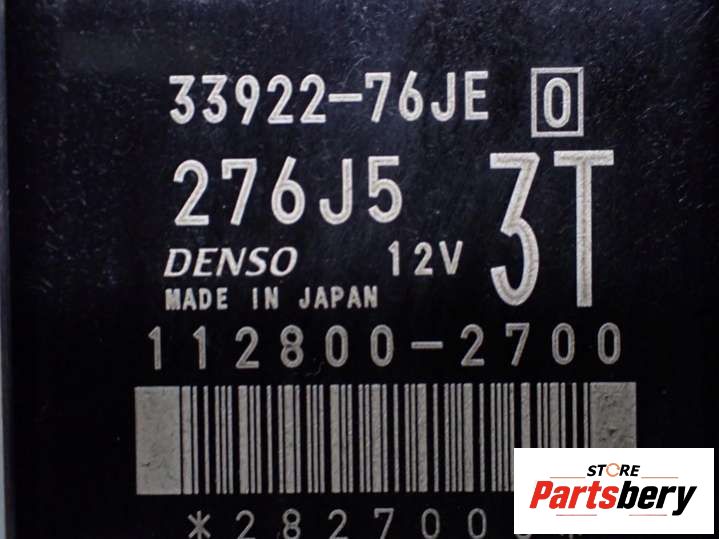 33922-76JE 0
276J5 3T
DENSO 12V
MADE IN JAPAN
112800-2700
STORE
Partsbery